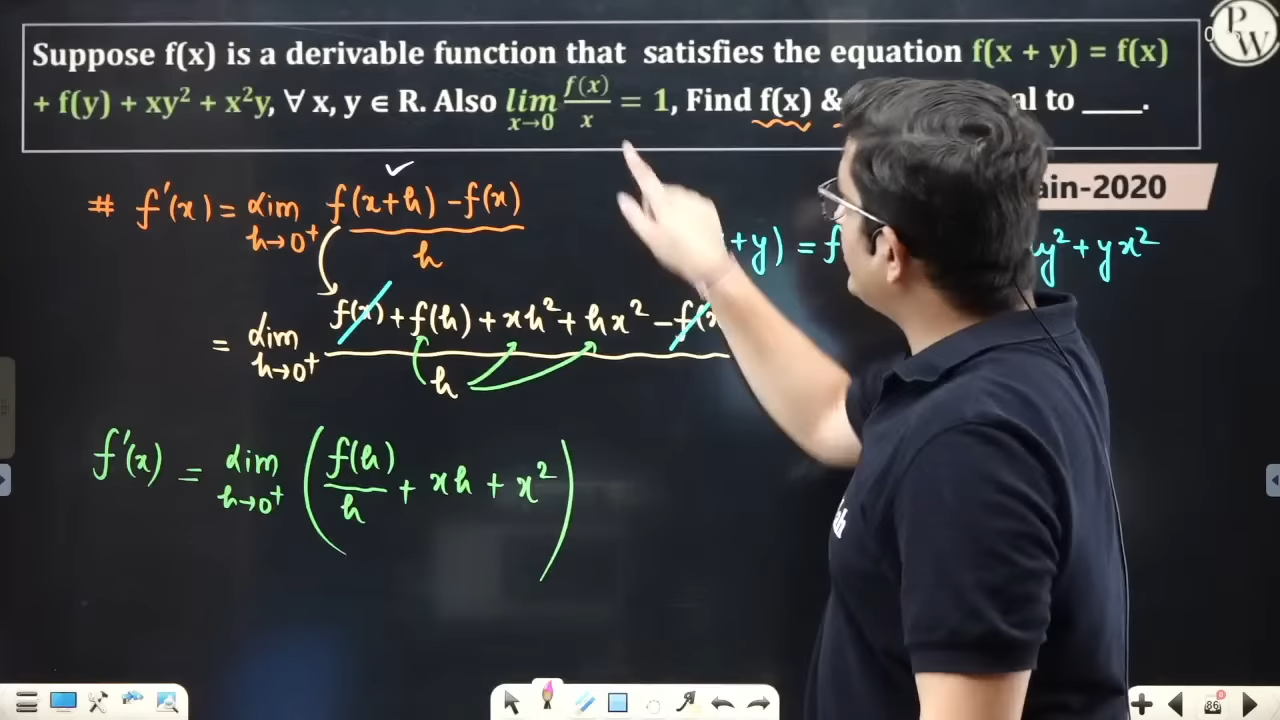 Suppose f(x) is a derivable function that satisfies the equation f(x + y) = f(x)
+ f(y) + xy² + x²y, ∀ x, y ∈ R. Also lim x→0 f(x)/x = 1, Find f(x) & al to ____.
PW
ain-2020
# f'(x) = lim h→0⁺ f(x+h) - f(x) / h
+y) = f y² + yx²
= lim h→0⁺ f(x) + f(h) + xh² + hx² - f(x / h
f'(x) = lim h→0⁺ ( f(h)/h + xh + x² )
86